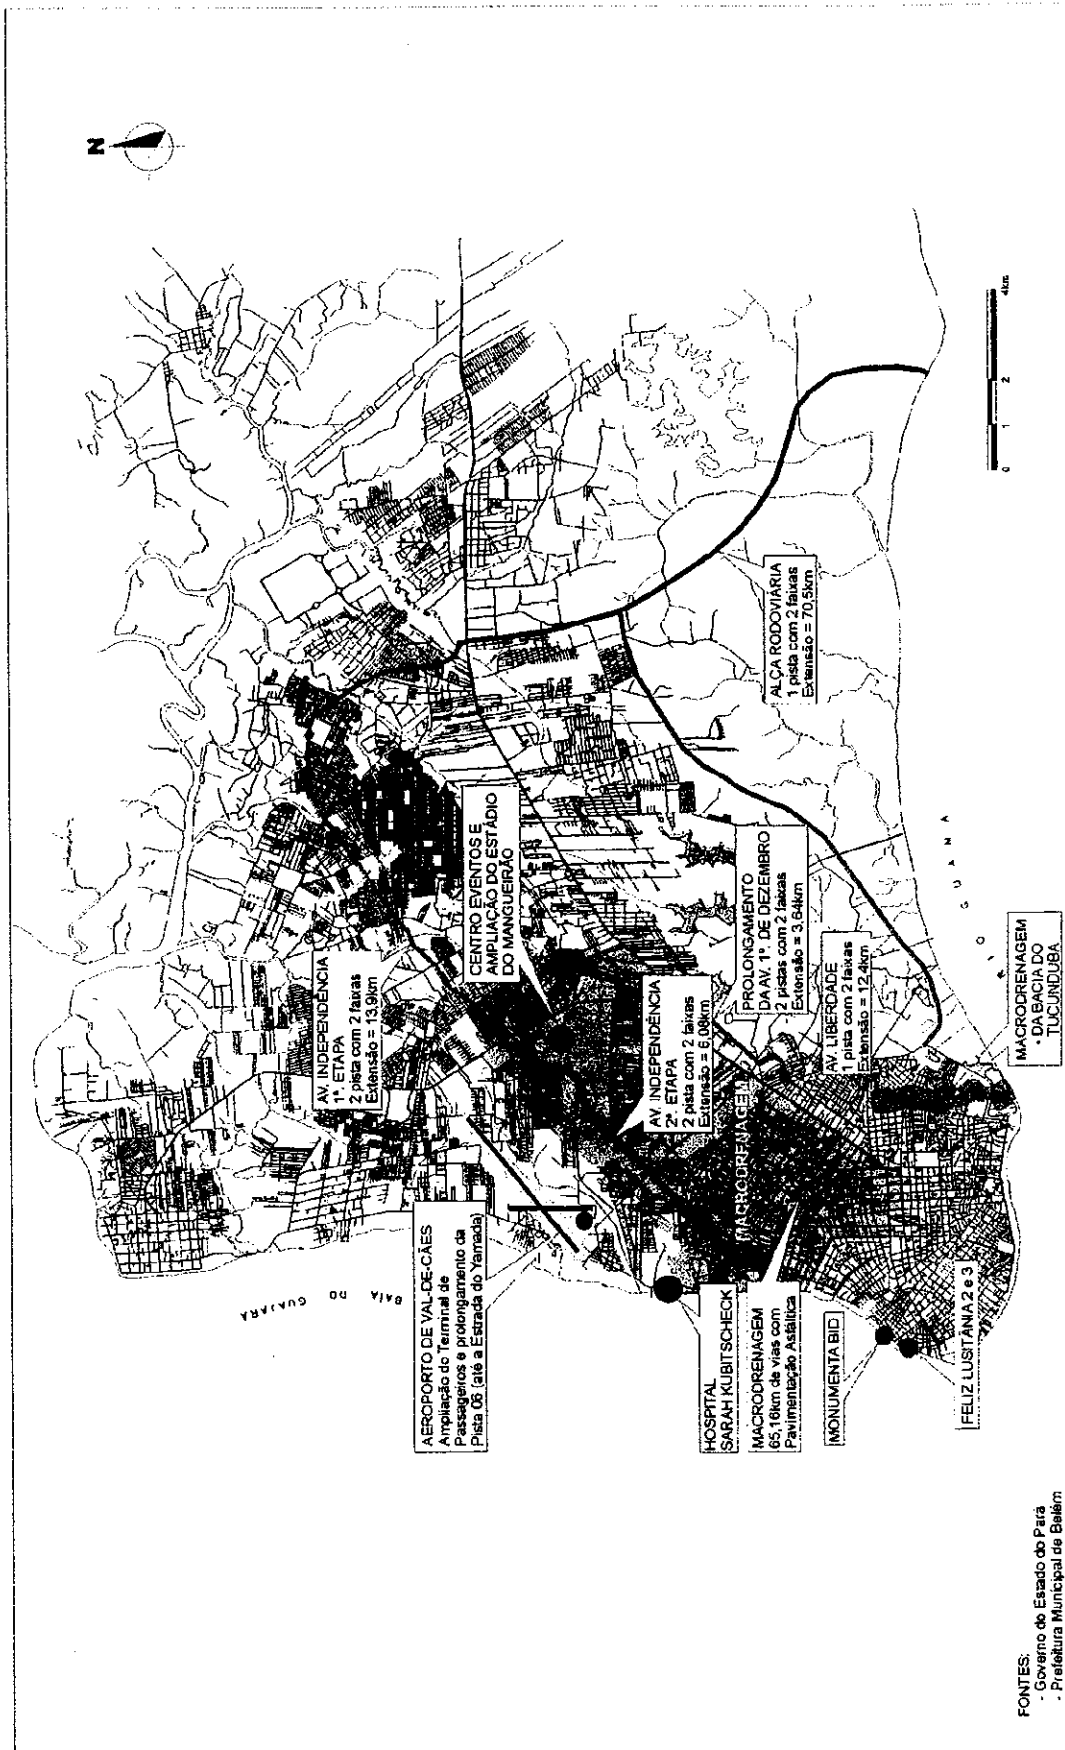 N
AV. INDEPENDÊNCIA
1ª ETAPA
2 pista com 2 faixas
Extensão = 13,9km
CENTRO EVENTOS E
AMPLIAÇÃO DO ESTÁDIO
DO MANGUEIRÃO
BAÍA DO GUAJARÁ
AEROPORTO DE VAL-DE-CÃES
Ampliação do Terminal de
Passageiros e prolongamento da
Pista 06 (até a Estrada do Yamada)
AV. INDEPENDÊNCIA
2ª ETAPA
2 pista com 2 faixas
Extensão = 6,08km
PROLONGAMENTO
DA AV. 1º. DE DEZEMBRO
2 pistas com 2 faixas
Extensão = 3,64km
ALÇA RODOVIÁRIA
1 pista com 2 faixas
Extensão = 70,5km
AV. LIBERDADE
1 pista com 2 faixas
Extensão = 12,4km
MACRODRENAGEM
HOSPITAL
SARAH KUBITSCHECK
MACRODRENAGEM
65,16km de vias com
Pavimentação Asfáltica
MONUMENTA BID
FELIZ LUSITÂNIA 2 e 3
RIO GUAMÁ
MACRODRENAGEM
- DA BACIA DO
TUCUNDUBA
0 1 2 4km
FONTES:
- Governo do Estado do Pará
- Prefeitura Municipal de Belém